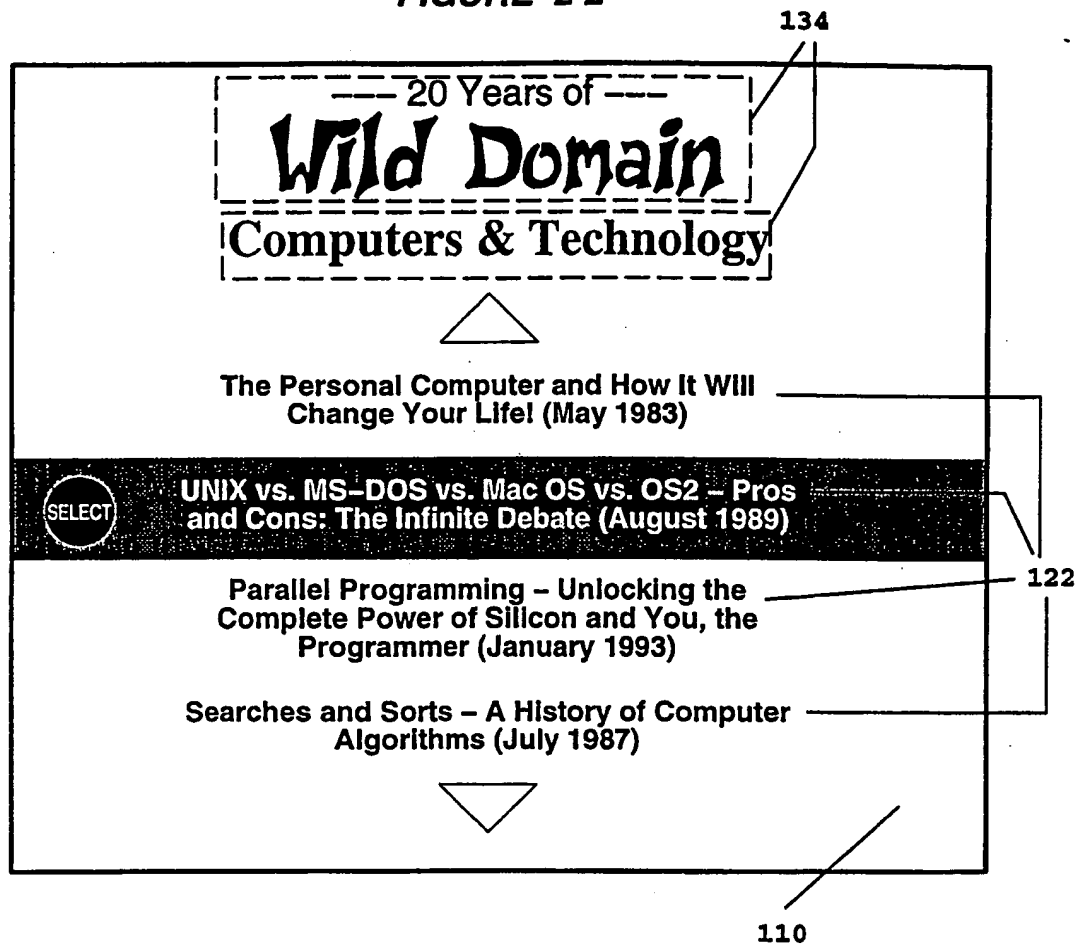 134
--- 20 Years of ---
Wild Domain
Computers & Technology
The Personal Computer and How It Will
Change Your Life! (May 1983)
SELECT
UNIX vs. MS-DOS vs. Mac OS vs. OS2 – Pros
and Cons: The Infinite Debate (August 1989)
122
Parallel Programming – Unlocking the
Complete Power of Silicon and You, the
Programmer (January 1993)
Searches and Sorts – A History of Computer
Algorithms (July 1987)
110